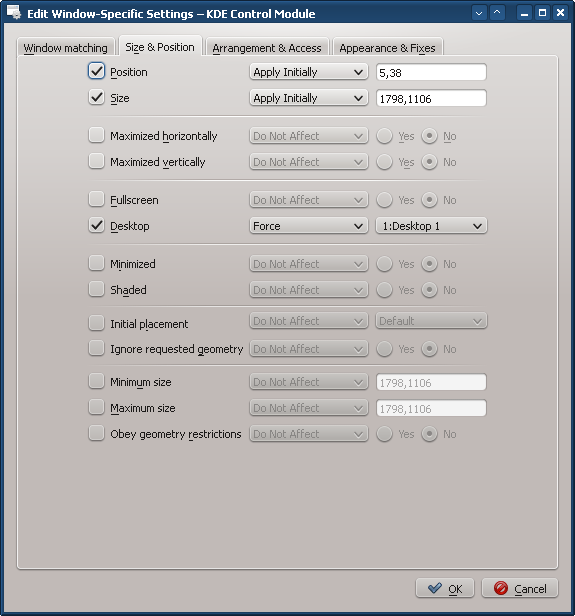 Edit Window-Specific Settings – KDE Control Module
Window matching Size & Position Arrangement & Access Appearance & Fixes
Position Apply Initially 5,38
Size Apply Initially 1798,1106
Maximized horizontally Do Not Affect Yes No
Maximized vertically Do Not Affect Yes No
Fullscreen Do Not Affect Yes No
Desktop Force 1:Desktop 1
Minimized Do Not Affect Yes No
Shaded Do Not Affect Yes No
Initial placement Do Not Affect Default
Ignore requested geometry Do Not Affect Yes No
Minimum size Do Not Affect 1798,1106
Maximum size Do Not Affect 1798,1106
Obey geometry restrictions Do Not Affect Yes No
OK Cancel